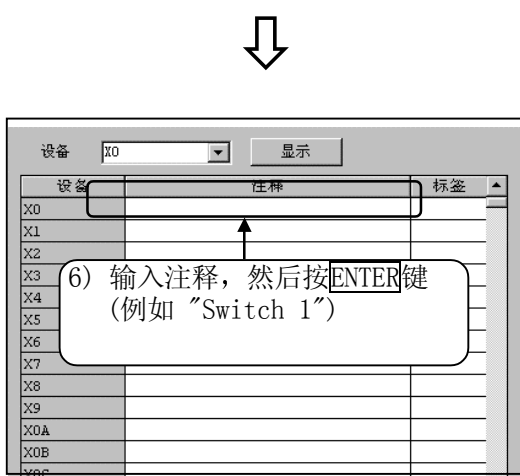 设备 X0 显示
设备 注释 标签
X0
X1
X2
X3
X4
X5
X6
X7
X8
X9
X0A
X0B
X0C
6) 输入注释，然后按ENTER键
(例如 "Switch 1")